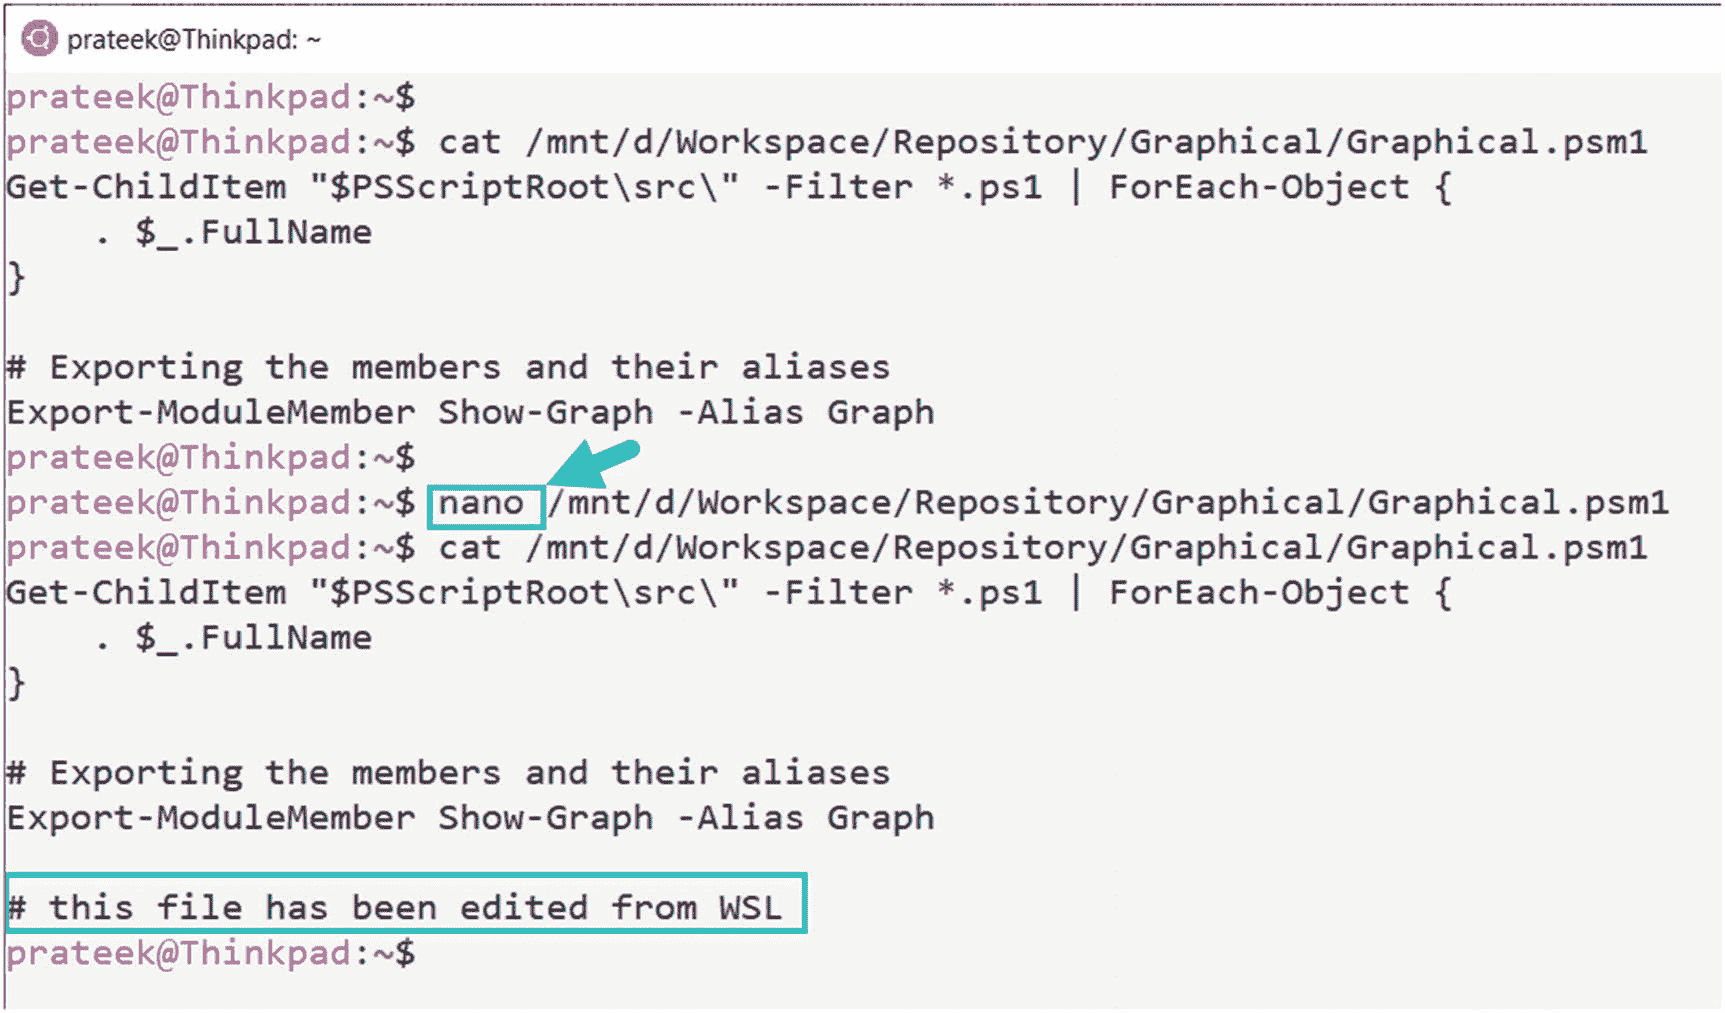 prateek@Thinkpad: ~
prateek@Thinkpad:~$
prateek@Thinkpad:~$ cat /mnt/d/Workspace/Repository/Graphical/Graphical.psm1
Get-ChildItem "$PSScriptRoot\src\" -Filter *.ps1 | ForEach-Object {
    . $_.FullName
}

# Exporting the members and their aliases
Export-ModuleMember Show-Graph -Alias Graph
prateek@Thinkpad:~$
prateek@Thinkpad:~$ nano /mnt/d/Workspace/Repository/Graphical/Graphical.psm1
prateek@Thinkpad:~$ cat /mnt/d/Workspace/Repository/Graphical/Graphical.psm1
Get-ChildItem "$PSScriptRoot\src\" -Filter *.ps1 | ForEach-Object {
    . $_.FullName
}

# Exporting the members and their aliases
Export-ModuleMember Show-Graph -Alias Graph

# this file has been edited from WSL
prateek@Thinkpad:~$